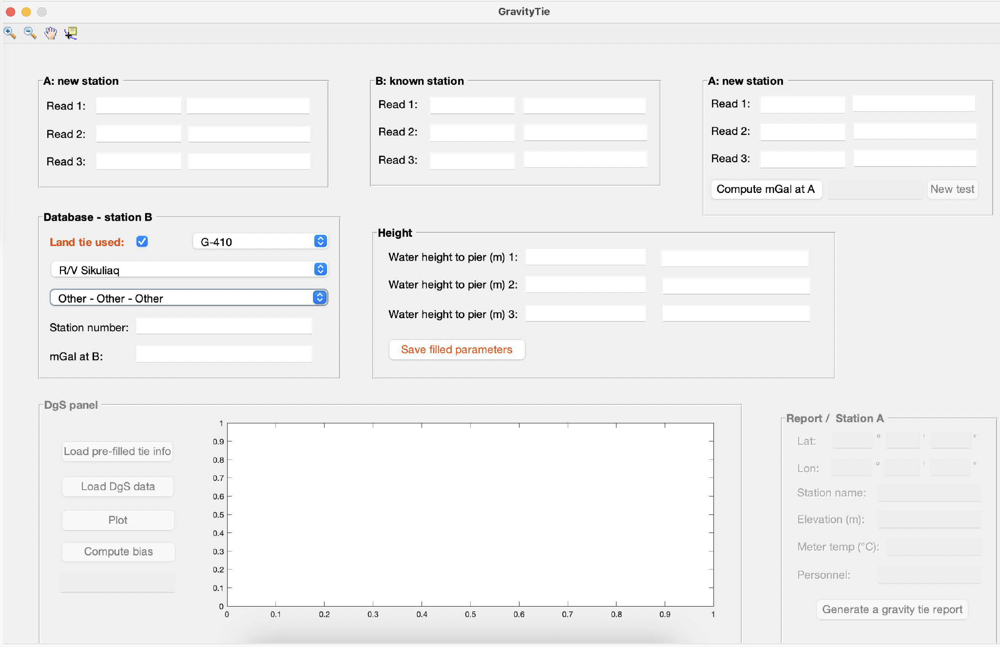 GravityTie
A: new station
Read 1:
Read 2:
Read 3:
B: known station
Read 1:
Read 2:
Read 3:
A: new station
Read 1:
Read 2:
Read 3:
Compute mGal at A
New test
Database - station B
Land tie used:
G-410
R/V Sikuliaq
Other - Other - Other
Station number:
mGal at B:
Height
Water height to pier (m) 1:
Water height to pier (m) 2:
Water height to pier (m) 3:
Save filled parameters
DgS panel
Load pre-filled tie info
Load DgS data
Plot
Compute bias
1
0.9
0.8
0.7
0.6
0.5
0.4
0.3
0.2
0.1
0
0 0.1 0.2 0.3 0.4 0.5 0.6 0.7 0.8 0.9 1
Report / Station A
Lat: ° ' "
Lon: ° ' "
Station name:
Elevation (m):
Meter temp (°C):
Personnel:
Generate a gravity tie report